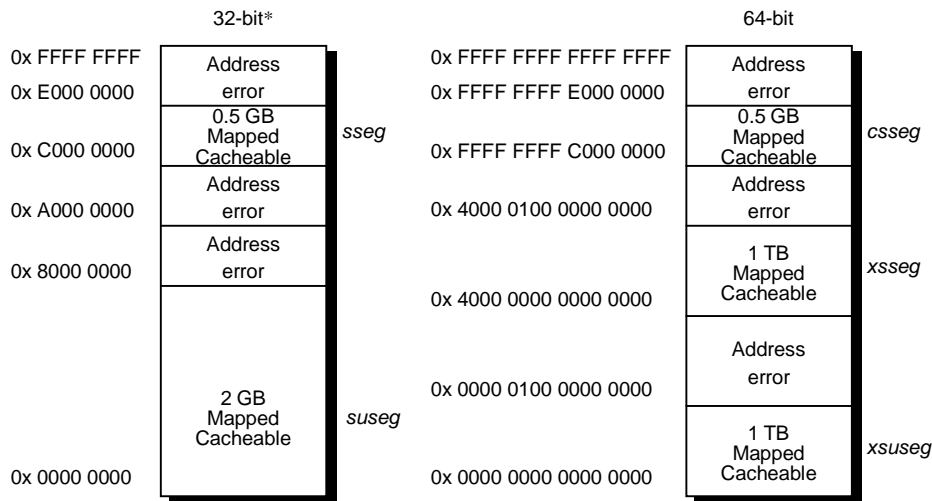 32-bit*
0x FFFF FFFF
Address
error
0x E000 0000
0.5 GB
Mapped
Cacheable
sseg
0x C000 0000
Address
error
0x A000 0000
Address
error
0x 8000 0000
2 GB
Mapped
Cacheable
suseg
0x 0000 0000
64-bit
0x FFFF FFFF FFFF FFFF
Address
error
0x FFFF FFFF E000 0000
0.5 GB
Mapped
Cacheable
csseg
0x FFFF FFFF C000 0000
Address
error
0x 4000 0100 0000 0000
1 TB
Mapped
Cacheable
xsseg
0x 4000 0000 0000 0000
Address
error
0x 0000 0100 0000 0000
1 TB
Mapped
Cacheable
xsuseg
0x 0000 0000 0000 0000